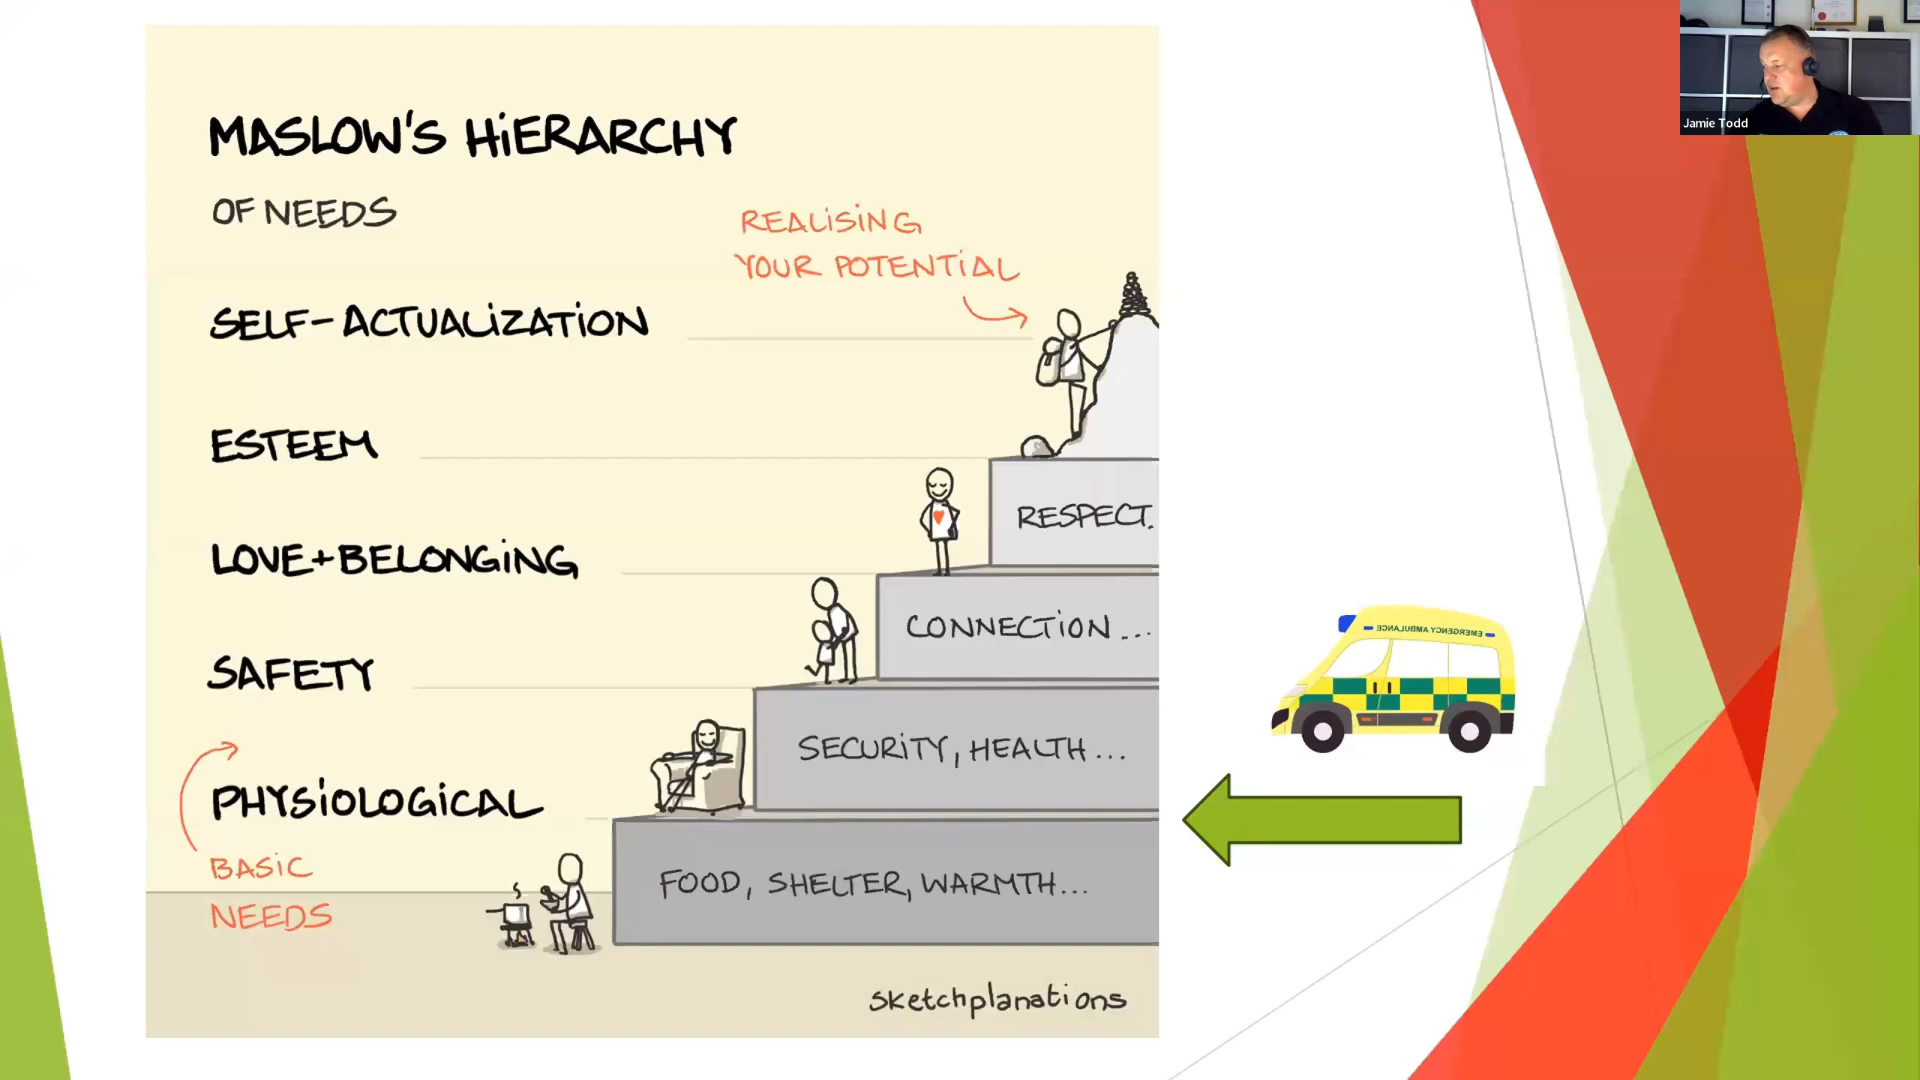 MASLOW'S HiERARCHY
OF NEEDS
REALiSiNG
YOUR POTENTiAL
SELF-ACTUALiZATiON
ESTEEM
RESPECT.
LOVE+BELONGiNG
CONNECTiON...
SAFETY
SECURiTY, HEALTH...
PHYSiOLOGiCAL
BASiC
NEEDS
FOOD, SHELTER, WARMTH...
sketchplanations
EMERGENCY AMBULANCE
Jamie Todd